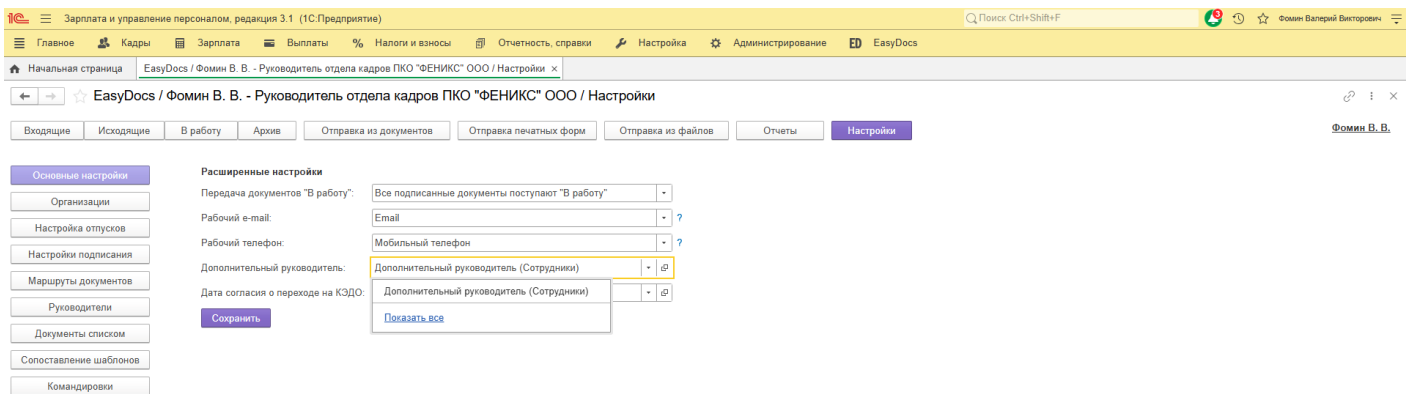 1С Зарплата и управление персоналом, редакция 3.1 (1С:Предприятие) Поиск Ctrl+Shift+F 3 Фомин Валерий Викторович
Главное Кадры Зарплата Выплаты % Налоги и взносы Отчетность, справки Настройка Администрирование ED EasyDocs
Начальная страница EasyDocs / Фомин В. В. - Руководитель отдела кадров ПКО "ФЕНИКС" ООО / Настройки ×
EasyDocs / Фомин В. В. - Руководитель отдела кадров ПКО "ФЕНИКС" ООО / Настройки
Входящие Исходящие В работу Архив Отправка из документов Отправка печатных форм Отправка из файлов Отчеты Настройки Фомин В. В.
Основные настройки
Организации
Настройка отпусков
Настройки подписания
Маршруты документов
Руководители
Документы списком
Сопоставление шаблонов
Командировки
Расширенные настройки
Передача документов "В работу": Все подписанные документы поступают "В работу"
Рабочий e-mail: Email ?
Рабочий телефон: Мобильный телефон ?
Дополнительный руководитель: Дополнительный руководитель (Сотрудники)
Дополнительный руководитель (Сотрудники)
Дата согласия о переходе на КЭДО:
Показать все
Сохранить